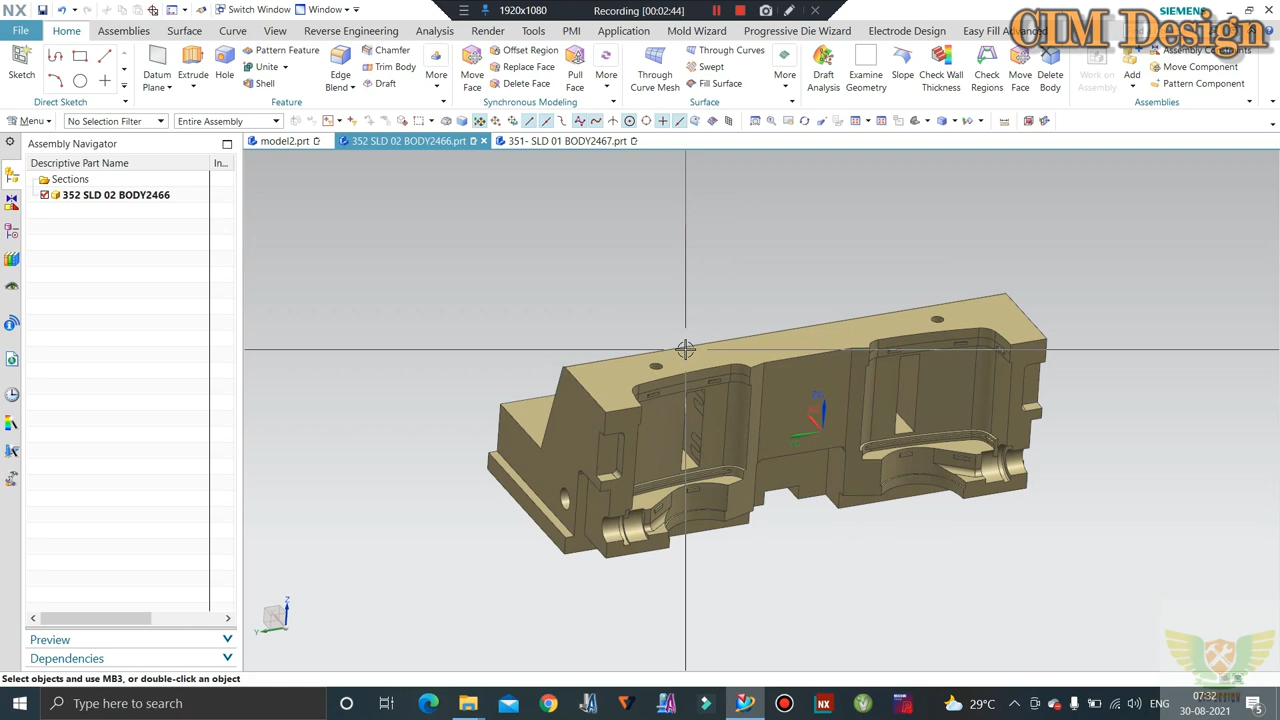 NX Switch Window Window 1920x1080 Recording [00:02:44] SIEMENS
CIM Design
File Home Assemblies Surface Curve View Reverse Engineering Analysis Render Tools PMI Application Mold Wizard Progressive Die Wizard Electrode Design Easy Fill Advanced
Sketch Datum Plane Extrude Hole Pattern Feature Unite Shell Edge Blend Chamfer Trim Body Draft More Move Face Offset Region Replace Face Delete Face Pull Face More Through Curve Mesh Through Curves Swept Fill Surface More Draft Analysis Examine Geometry Slope Check Wall Thickness Check Regions Move Face Delete Body Work on Assembly Add Assembly Constraints Move Component Pattern Component
Direct Sketch Feature Synchronous Modeling Surface Assemblies
Menu No Selection Filter Entire Assembly
Assembly Navigator model2.prt 352 SLD 02 BODY2466.prt 351- SLD 01 BODY2467.prt
Descriptive Part Name In...
Sections
352 SLD 02 BODY2466
Z
Y
Preview
Dependencies
Select objects and use MB3, or double-click an object
Type here to search NX 29°C 07:32
30-08-2021 5